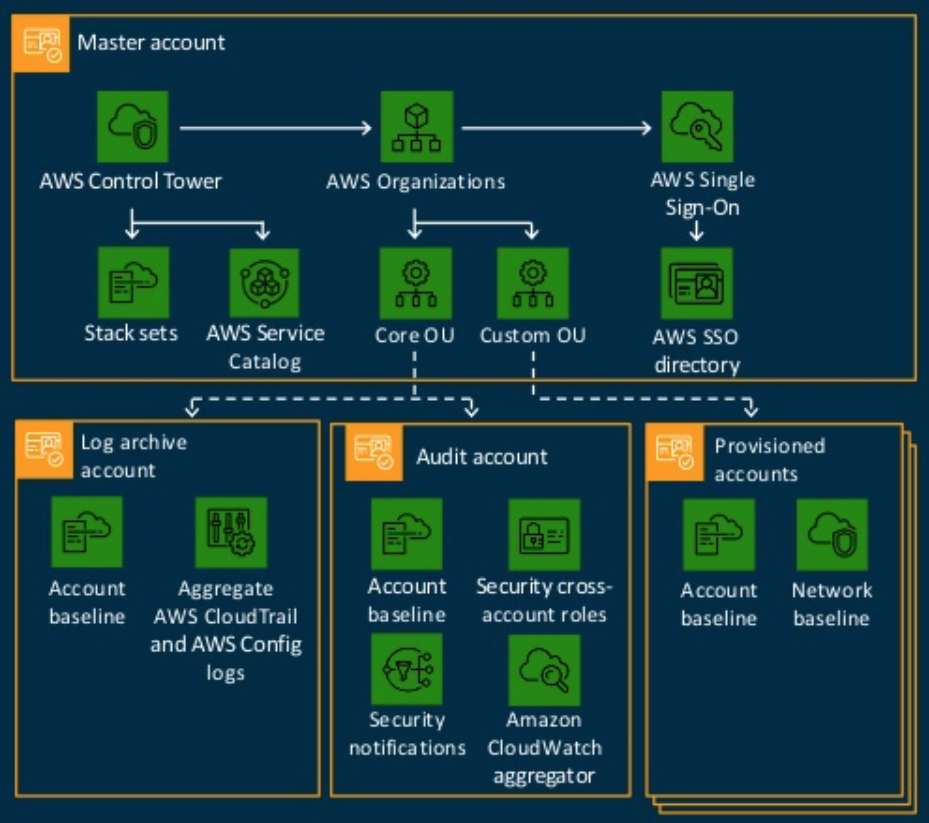 Master account
AWS Control Tower
AWS Organizations
AWS Single
Sign-On
Stack sets
AWS Service
Catalog
Core OU
Custom OU
AWS SSO
directory
Log archive
account
Account
baseline
Aggregate
AWS CloudTrail
and AWS Config
logs
Audit account
Account
baseline
Security cross-
account roles
Security
notifications
Amazon
CloudWatch
aggregator
Provisioned
accounts
Account
baseline
Network
baseline